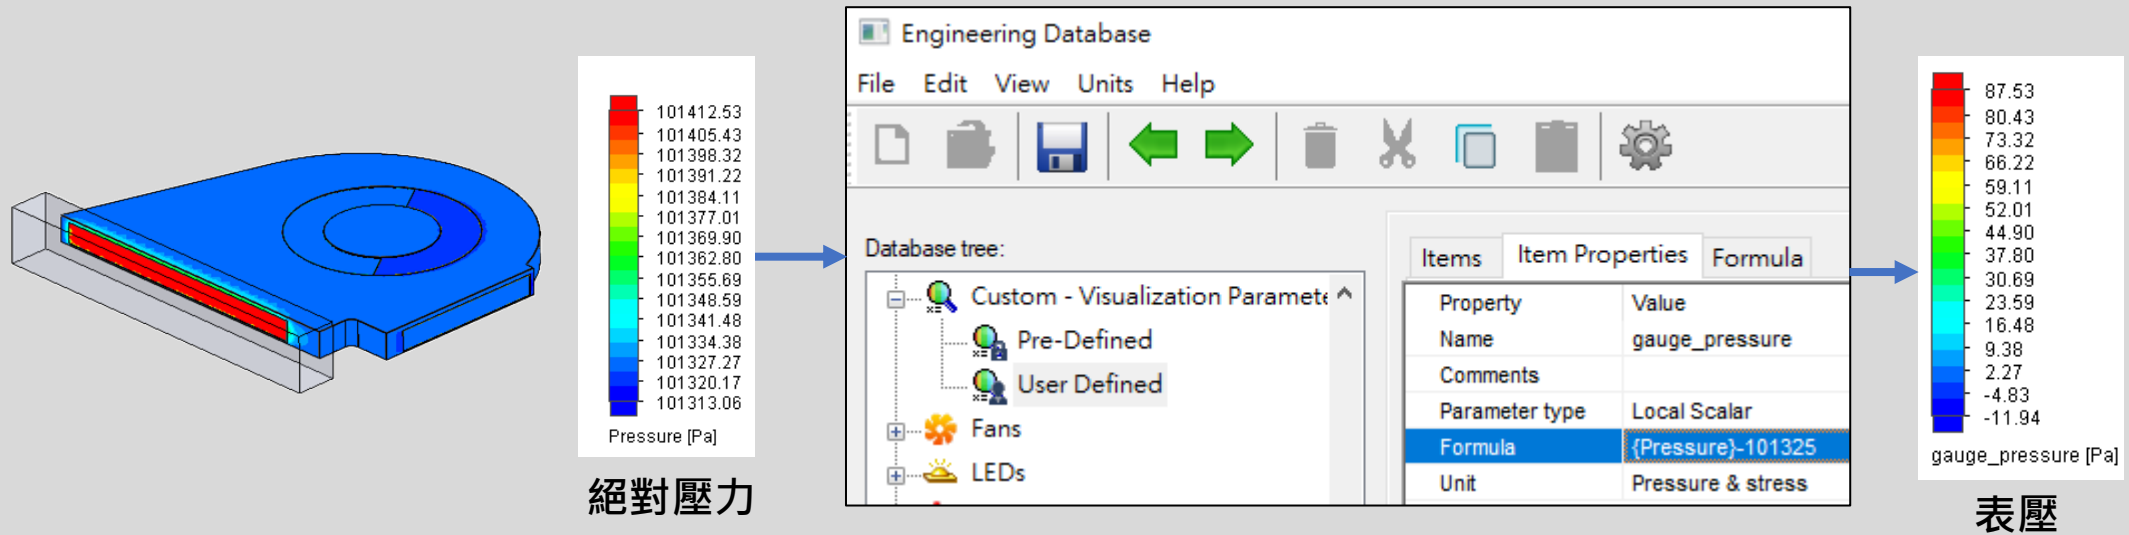 101412.53
101405.43
101398.32
101391.22
101384.11
101377.01
101369.90
101362.80
101355.69
101348.59
101341.48
101334.38
101327.27
101320.17
101313.06
Pressure [Pa]
絕對壓力
Engineering Database
File Edit View Units Help
Database tree:
Custom - Visualization Paramete
Pre-Defined
User Defined
Fans
LEDs
Items Item Properties Formula
Property Value
Name gauge_pressure
Comments
Parameter type Local Scalar
Formula {Pressure}-101325
Unit Pressure & stress
87.53
80.43
73.32
66.22
59.11
52.01
44.90
37.80
30.69
23.59
16.48
9.38
2.27
-4.83
-11.94
gauge_pressure [Pa]
表壓